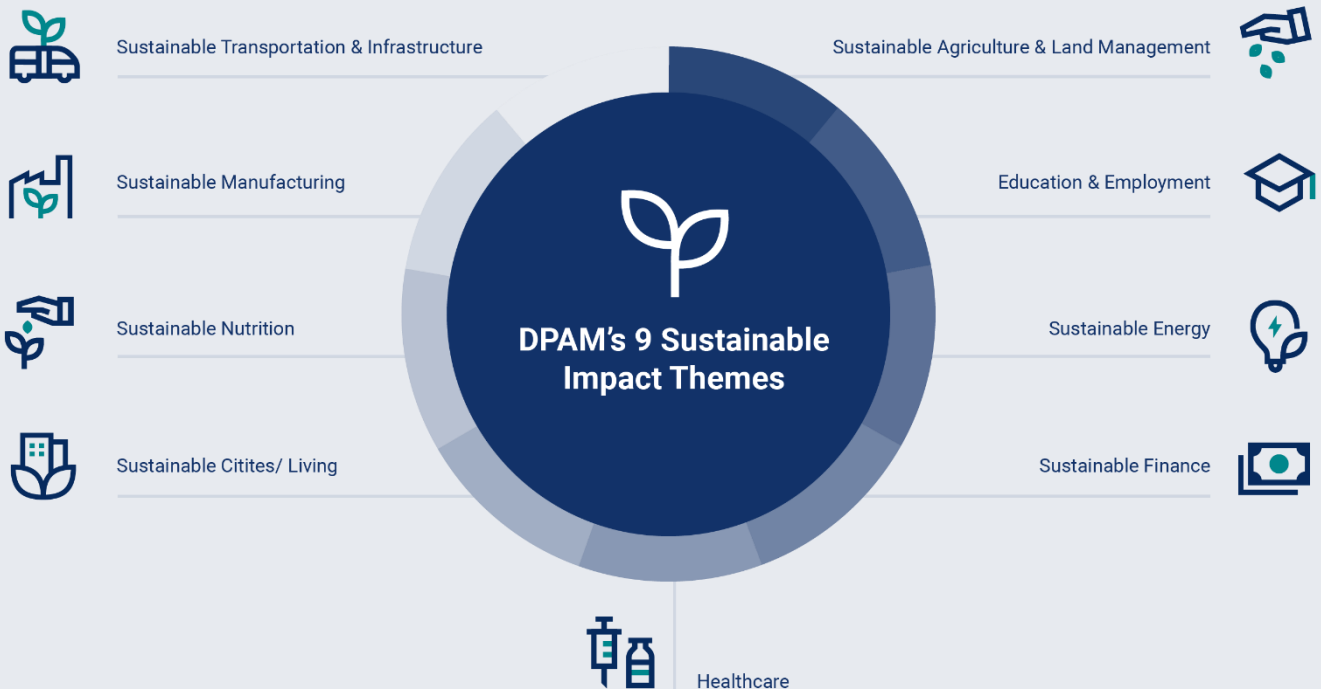 Sustainable Transportation & Infrastructure
Sustainable Agriculture & Land Management
Sustainable Manufacturing
Education & Employment
Sustainable Nutrition
Sustainable Energy
DPAM’s 9 Sustainable
Impact Themes
Sustainable Citites/ Living
Sustainable Finance
Healthcare